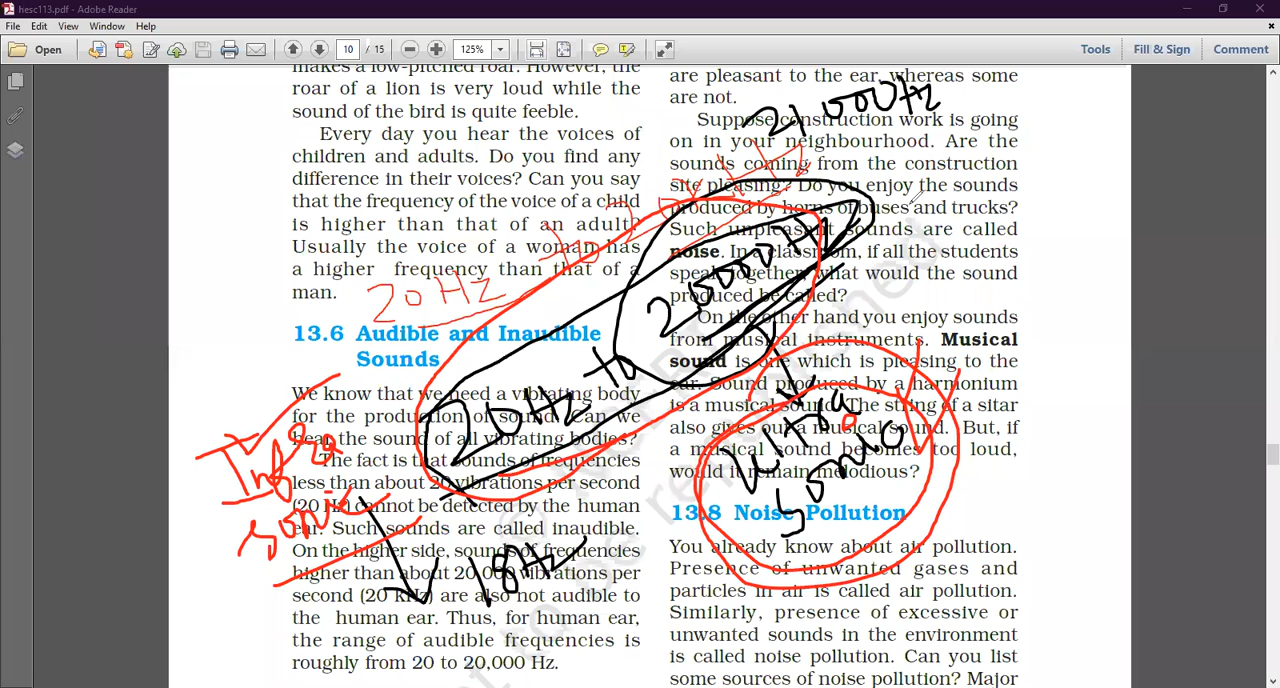 hesc113.pdf - Adobe Reader
File Edit View Window Help
Open 10 / 15 125% Tools Fill & Sign Comment
makes a low-pitched roar. However, the
roar of a lion is very loud while the
sound of the bird is quite feeble.
Every day you hear the voices of
children and adults. Do you find any
difference in their voices? Can you say
that the frequency of the voice of a child
is higher than that of an adult?
Usually the voice of a woman has
a higher frequency than that of a
man.
20Hz to 20KHz
13.6 Audible and Inaudible
Sounds
We know that we need a vibrating body
for the production of sound. Can we
hear the sound of all vibrating bodies?
The fact is that sounds of frequencies
less than about 20 vibrations per second
(20 Hz) cannot be detected by the human
ear. Such sounds are called inaudible.
On the higher side, sounds of frequencies
higher than about 20,000 vibrations per
second (20 kHz) are also not audible to
the human ear. Thus, for human ear,
the range of audible frequencies is
roughly from 20 to 20,000 Hz.
Infra
sonic
18Hz
20Hz to 20000Hz
21,000Hz
are pleasant to the ear, whereas some
are not.
Suppose construction work is going
on in your neighbourhood. Are the
sounds coming from the construction
site pleasing? Do you enjoy the sounds
produced by horns of buses and trucks?
Such unpleasant sounds are called
noise. In a classroom, if all the students
speak together, what would the sound
produced be called?
On the other hand you enjoy sounds
from musical instruments. Musical
sound is one which is pleasing to the
ear. Sound produced by a harmonium
is a musical sound. The string of a sitar
also gives out a musical sound. But, if
a musical sound becomes too loud,
would it remain melodious?
Ultra
sonic
13.8 Noise Pollution
You already know about air pollution.
Presence of unwanted gases and
particles in air is called air pollution.
Similarly, presence of excessive or
unwanted sounds in the environment
is called noise pollution. Can you list
some sources of noise pollution? Major